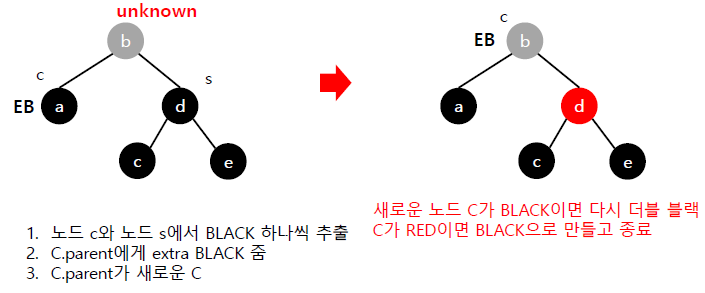 unknown
b
c
s
EB
a
d
c
e
1. 노드 c와 노드 s에서 BLACK 하나씩 추출
2. C.parent에게 extra BLACK 줌
3. C.parent가 새로운 C
c
EB
b
a
d
c
e
새로운 노드 C가 BLACK이면 다시 더블 블랙
C가 RED이면 BLACK으로 만들고 종료